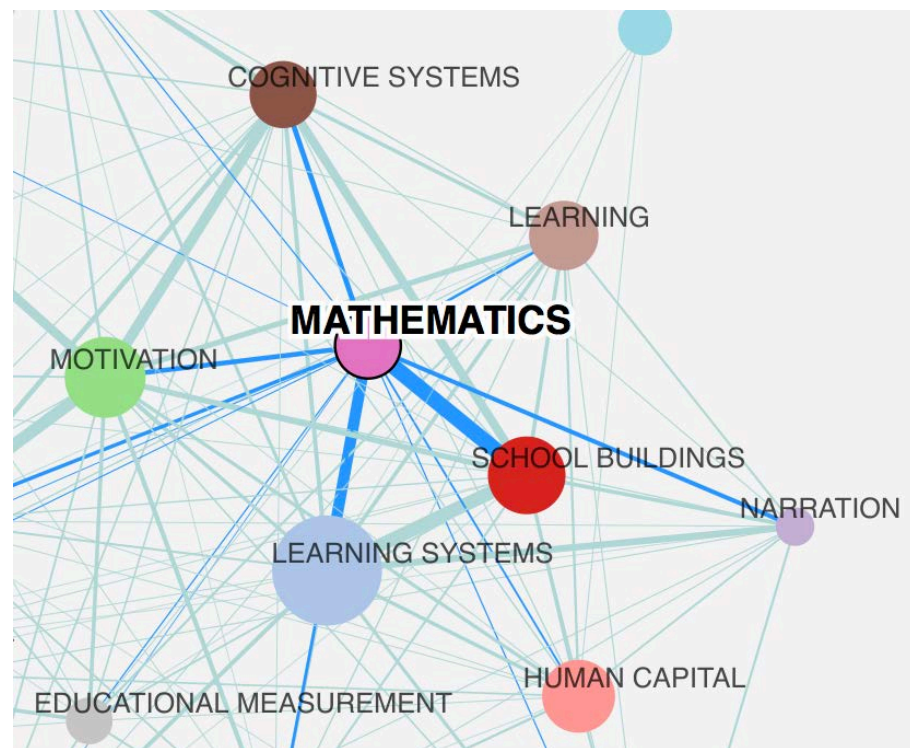 COGNITIVE SYSTEMS
LEARNING
MATHEMATICS
MOTIVATION
SCHOOL BUILDINGS
NARRATION
LEARNING SYSTEMS
HUMAN CAPITAL
EDUCATIONAL MEASUREMENT